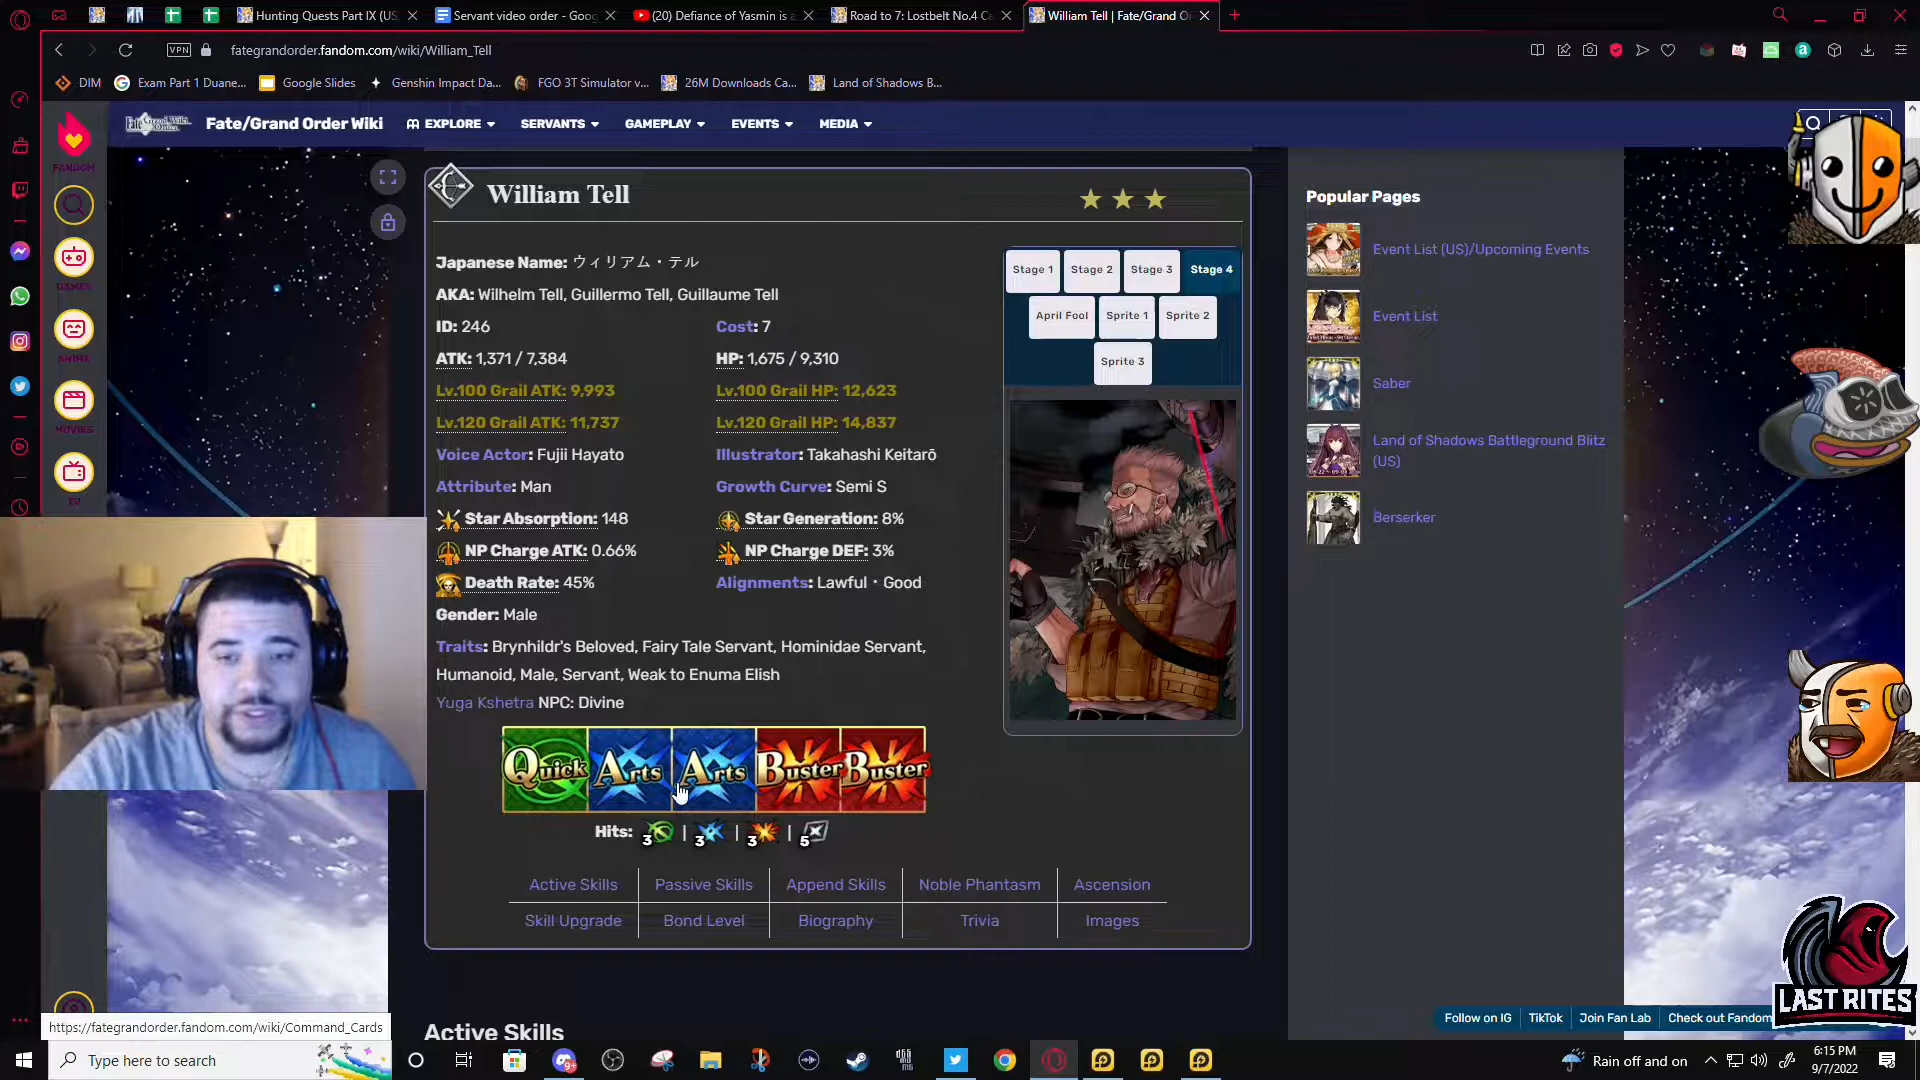 Hunting Quests Part IX (US
Servant video order - Goog
(20) Defiance of Yasmin is a
Road to 7: Lostbelt No.4 C
William Tell | Fate/Grand O
VPN
fategrandorder.fandom.com/wiki/William_Tell
DIM
Exam Part 1 Duane...
Google Slides
Genshin Impact Da...
FGO 3T Simulator v...
26M Downloads Ca...
Land of Shadows B...
Fate/Grand Order Wiki
EXPLORE
SERVANTS
GAMEPLAY
EVENTS
MEDIA
FANDOM
GAMES
ANIME
MOVIES
TV
William Tell
Japanese Name: ウィリアム・テル
AKA: Wilhelm Tell, Guillermo Tell, Guillaume Tell
ID: 246
Cost: 7
ATK: 1,371 / 7,384
HP: 1,675 / 9,310
Lv.100 Grail ATK: 9,993
Lv.100 Grail HP: 12,623
Lv.120 Grail ATK: 11,737
Lv.120 Grail HP: 14,837
Voice Actor: Fujii Hayato
Illustrator: Takahashi Keitarō
Attribute: Man
Growth Curve: Semi S
Star Absorption: 148
Star Generation: 8%
NP Charge ATK: 0.66%
NP Charge DEF: 3%
Death Rate: 45%
Alignments: Lawful・Good
Gender: Male
Traits: Brynhildr's Beloved, Fairy Tale Servant, Hominidae Servant,
Humanoid, Male, Servant, Weak to Enuma Elish
Yuga Kshetra NPC: Divine
Quick Arts Arts Buster Buster
Hits: 3 | 3 | 3 | 5
Active Skills
Passive Skills
Append Skills
Noble Phantasm
Ascension
Skill Upgrade
Bond Level
Biography
Trivia
Images
Stage 1
Stage 2
Stage 3
Stage 4
April Fool
Sprite 1
Sprite 2
Sprite 3
Active Skills
Popular Pages
Event List (US)/Upcoming Events
Event List
Saber
Land of Shadows Battleground Blitz
(US)
Berserker
LAST RITES
Follow on IG
TikTok
Join Fan Lab
Check out Fandom
https://fategrandorder.fandom.com/wiki/Command_Cards
Type here to search
9+
Rain off and on
6:15 PM
9/7/2022